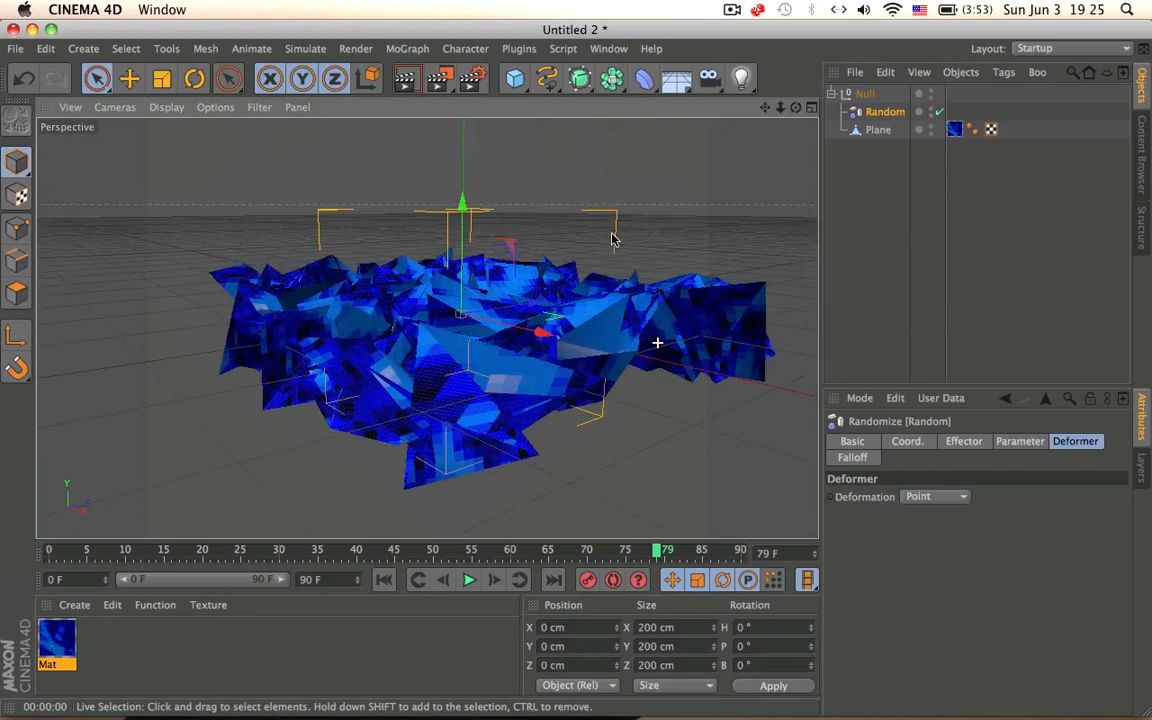 CINEMA 4D Window (3:53) Sun Jun 3 19 25
Untitled 2 *
File Edit Create Select Tools Mesh Animate Simulate Render MoGraph Character Plugins Script Window Help Layout: Startup
X Y Z
File Edit View Objects Tags Boo
View Cameras Display Options Filter Panel
Perspective
Null
Random
Plane
Objects
Content Browser
Structure
Mode Edit User Data
Randomize [Random]
Basic Coord. Effector Parameter Deformer
Falloff
Deformer
Deformation Point
Attributes
Layers
Y
Z
X
0 5 10 15 20 25 30 35 40 45 50 55 60 65 70 75 79 85 90 79 F
0 F 0 F 90 F 90 F
P
Create Edit Function Texture
Mat
Position Size Rotation
X 0 cm X 200 cm H 0 °
Y 0 cm Y 200 cm P 0 °
Z 0 cm Z 200 cm B 0 °
Object (Rel) Size Apply
MAXON CINEMA 4D
00:00:00 Live Selection: Click and drag to select elements. Hold down SHIFT to add to the selection, CTRL to remove.